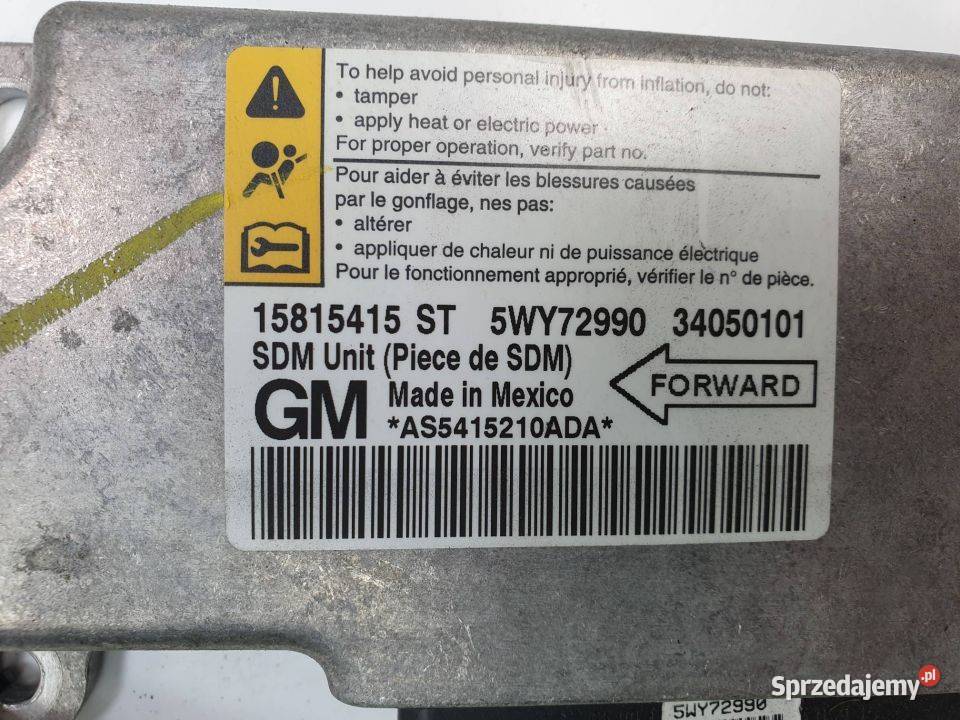 To help avoid personal injury from inflation, do not:
• tamper
• apply heat or electric power
For proper operation, verify part no.
Pour aider à éviter les blessures causées
par le gonflage, nes pas:
• altérer
• appliquer de chaleur ni de puissance électrique
Pour le fonctionnement approprié, vérifier le n° de pièce.
15815415 ST 5WY72990 34050101
SDM Unit (Piece de SDM)
GM Made in Mexico
FORWARD
*AS5415210ADA*
5WY72990
Sprzedajemy.pl